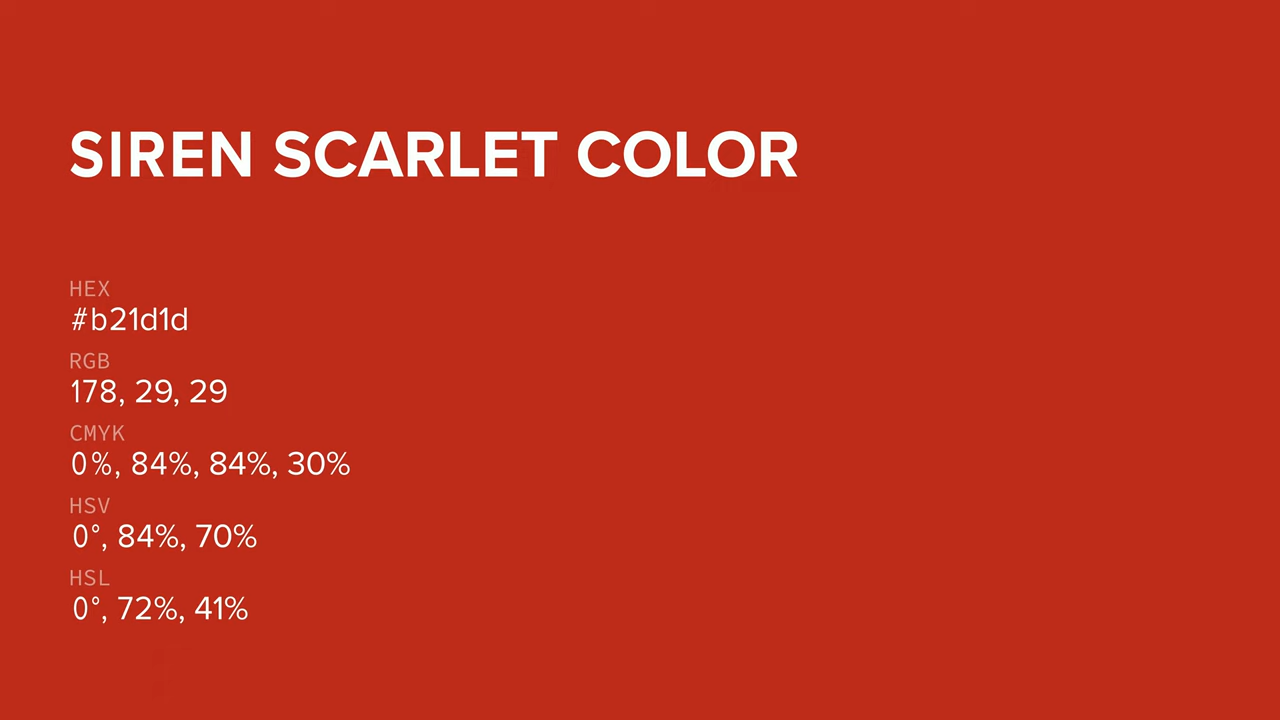 SIREN SCARLET COLOR
HEX
#b21d1d
RGB
178, 29, 29
CMYK
0%, 84%, 84%, 30%
HSV
0°, 84%, 70%
HSL
0°, 72%, 41%